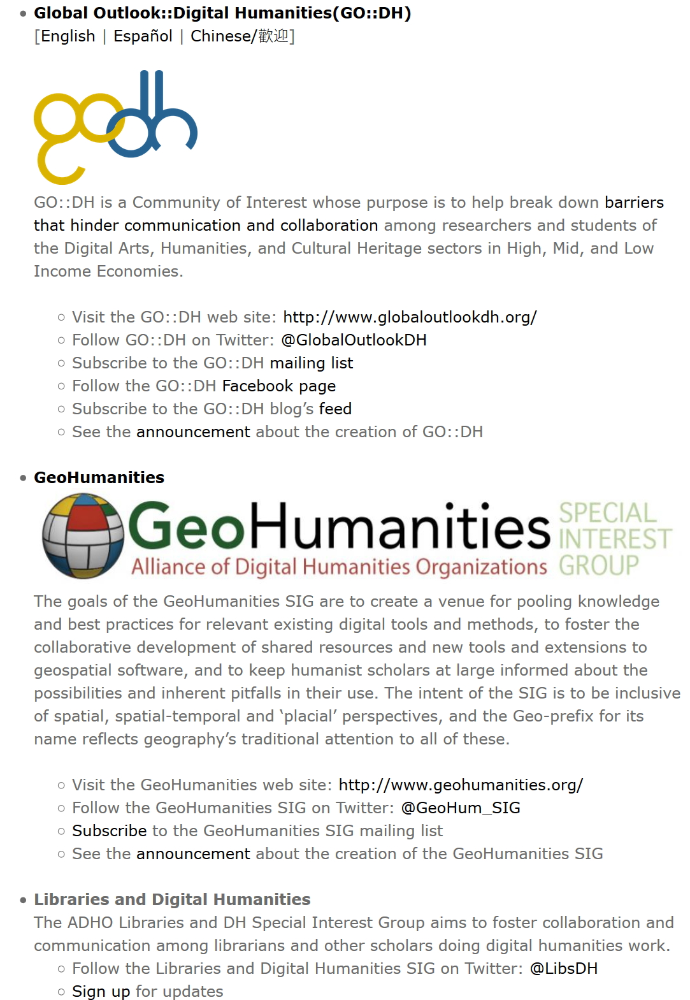 Global Outlook::Digital Humanities(GO::DH)
[English | Español | Chinese/歡迎]
godh
GO::DH is a Community of Interest whose purpose is to help break down barriers
that hinder communication and collaboration among researchers and students of
the Digital Arts, Humanities, and Cultural Heritage sectors in High, Mid, and Low
Income Economies.
Visit the GO::DH web site: http://www.globaloutlookdh.org/
Follow GO::DH on Twitter: @GlobalOutlookDH
Subscribe to the GO::DH mailing list
Follow the GO::DH Facebook page
Subscribe to the GO::DH blog’s feed
See the announcement about the creation of GO::DH
GeoHumanities
GeoHumanities
Alliance of Digital Humanities Organizations
SPECIAL
INTEREST
GROUP
The goals of the GeoHumanities SIG are to create a venue for pooling knowledge
and best practices for relevant existing digital tools and methods, to foster the
collaborative development of shared resources and new tools and extensions to
geospatial software, and to keep humanist scholars at large informed about the
possibilities and inherent pitfalls in their use. The intent of the SIG is to be inclusive
of spatial, spatial-temporal and ‘placial’ perspectives, and the Geo-prefix for its
name reflects geography’s traditional attention to all of these.
Visit the GeoHumanities web site: http://www.geohumanities.org/
Follow the GeoHumanities SIG on Twitter: @GeoHum_SIG
Subscribe to the GeoHumanities SIG mailing list
See the announcement about the creation of the GeoHumanities SIG
Libraries and Digital Humanities
The ADHO Libraries and DH Special Interest Group aims to foster collaboration and
communication among librarians and other scholars doing digital humanities work.
Follow the Libraries and Digital Humanities SIG on Twitter: @LibsDH
Sign up for updates